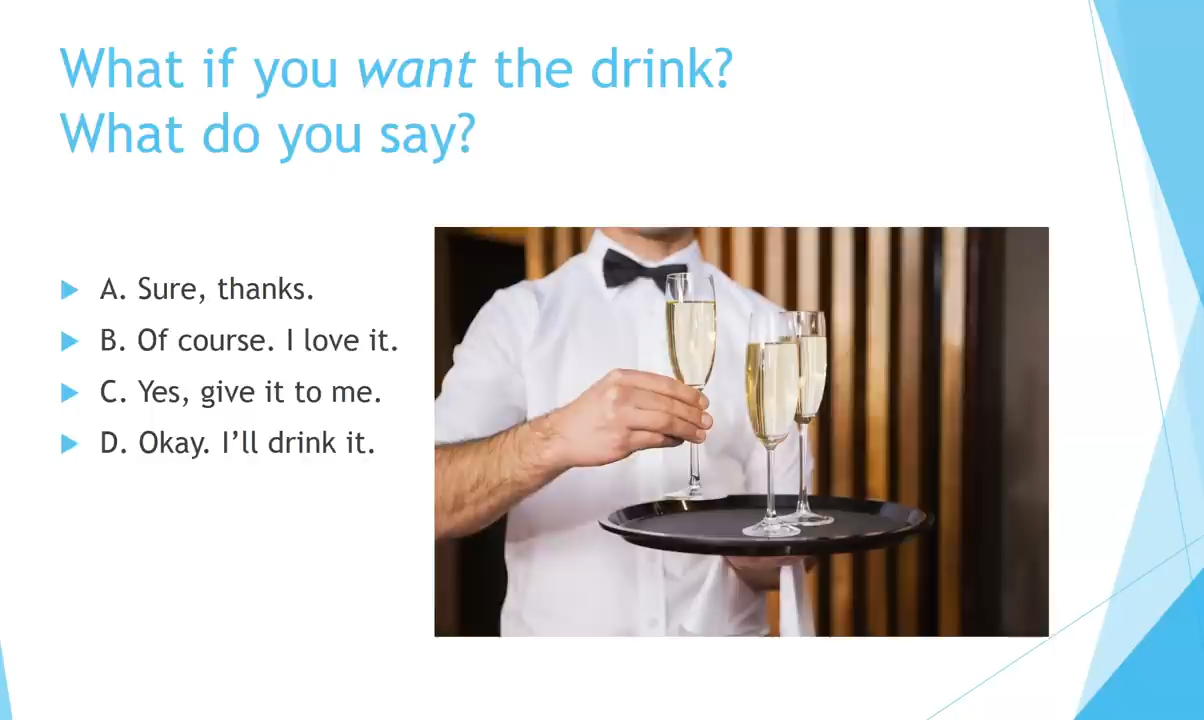 What if you want the drink?
What do you say?
A. Sure, thanks.
B. Of course. I love it.
C. Yes, give it to me.
D. Okay. I’ll drink it.